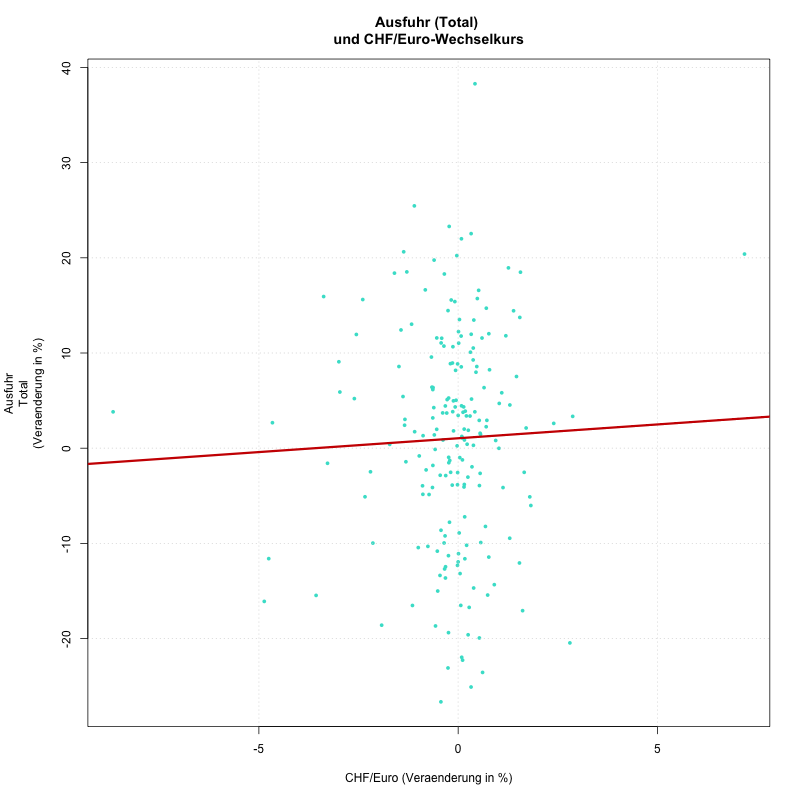 Ausfuhr (Total)
und CHF/Euro-Wechselkurs
Ausfuhr
Total
(Veraenderung in %)
40
30
20
10
0
-10
-20
-5
0
5
CHF/Euro (Veraenderung in %)